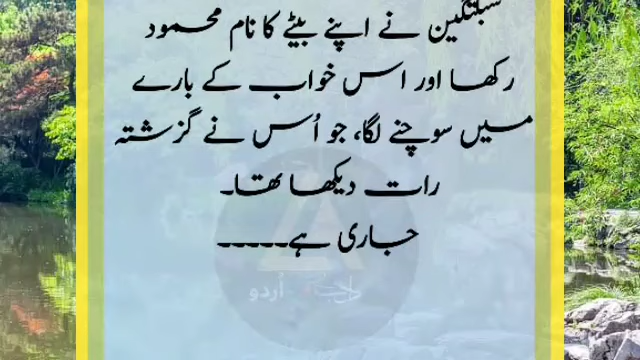 سبکتگین نے اپنے بیٹے کا نام محمود
رکھا اور اس خواب کے بارے
میں سوچنے لگا، جو اُس نے گزشتہ
رات دیکھا تھا۔
جاری ہے۔۔۔۔۔
اُردو